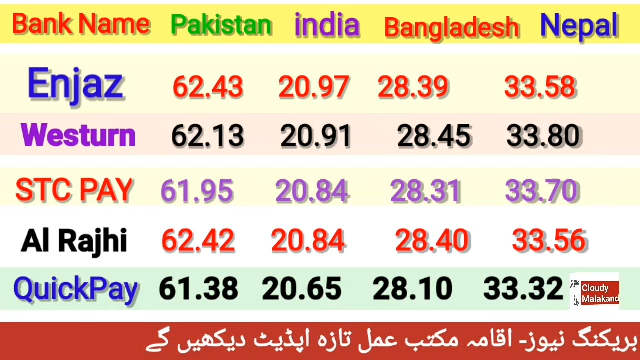 Bank Name Pakistan india Bangladesh Nepal
Enjaz 62.43 20.97 28.39 33.58
Westurn 62.13 20.91 28.45 33.80
STC PAY 61.95 20.84 28.31 33.70
Al Rajhi 62.42 20.84 28.40 33.56
QuickPay 61.38 20.65 28.10 33.32
Cloudy
Malakand
بریکنگ نیوز- اقامہ مکتب عمل تازہ اپڈیٹ دیکھیں گے